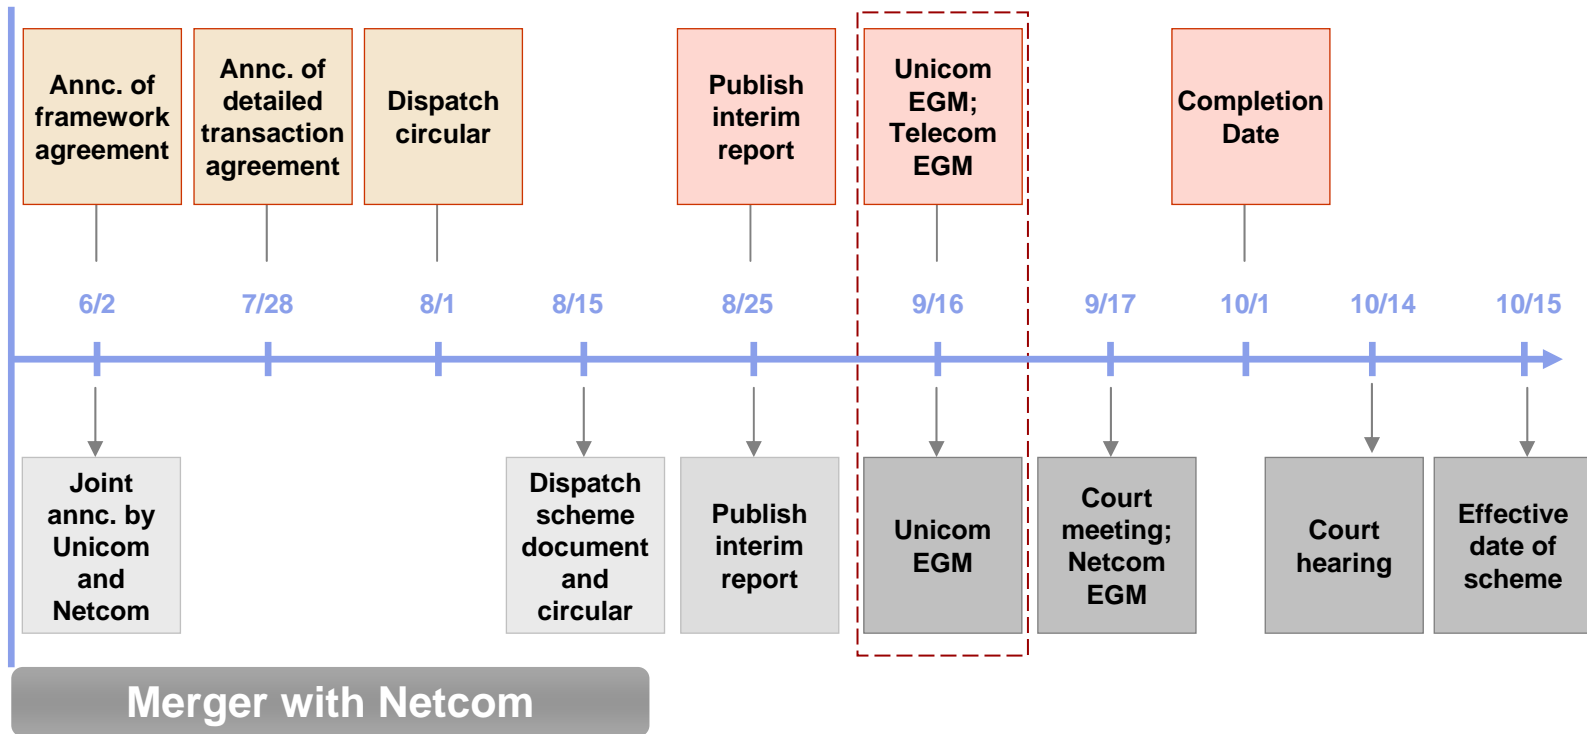 Annc. of
framework
agreement
Annc. of
detailed
transaction
agreement
Dispatch
circular
Publish
interim
report
Unicom
EGM;
Telecom
EGM
Completion
Date
6/2
7/28
8/1
8/15
8/25
9/16
9/17
10/1
10/14
10/15
Joint
annc. by
Unicom
and
Netcom
Dispatch
scheme
document
and
circular
Publish
interim
report
Unicom
EGM
Court
meeting;
Netcom
EGM
Court
hearing
Effective
date of
scheme
Merger with Netcom